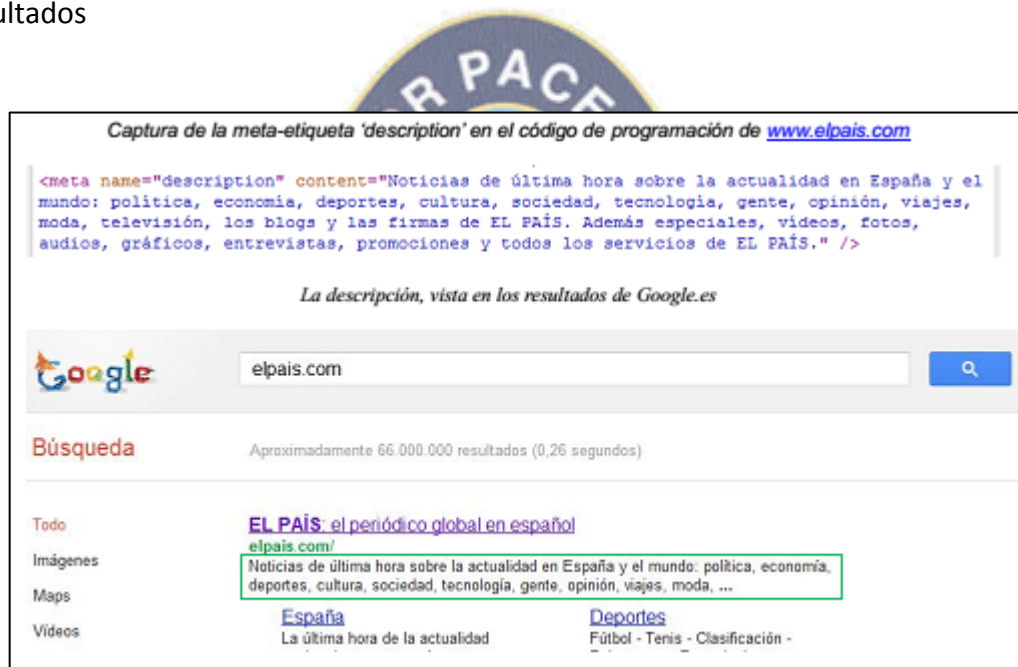 ultados
OR PACE
Captura de la meta-etiqueta 'description' en el código de programación de www.elpais.com
<meta name="description" content="Noticias de última hora sobre la actualidad en España y el
mundo: política, economía, deportes, cultura, sociedad, tecnología, gente, opinión, viajes,
moda, televisión, los blogs y las firmas de EL PAÍS. Además especiales, vídeos, fotos,
audios, gráficos, entrevistas, promociones y todos los servicios de EL PAÍS." />
La descripción, vista en los resultados de Google.es
Google
elpais.com
Búsqueda
Aproximadamente 66.000.000 resultados (0,26 segundos)
Todo
Imágenes
Maps
Vídeos
EL PAÍS: el periódico global en español
elpais.com/
Noticias de última hora sobre la actualidad en España y el mundo: política, economía,
deportes, cultura, sociedad, tecnología, gente, opinión, viajes, moda, ...
España
La última hora de la actualidad
Deportes
Fútbol - Tenis - Clasificación -